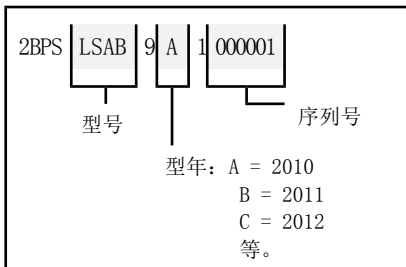 2BPS LSAB 9 A 1 000001
序列号
型号
型年：A = 2010
B = 2011
C = 2012
等。